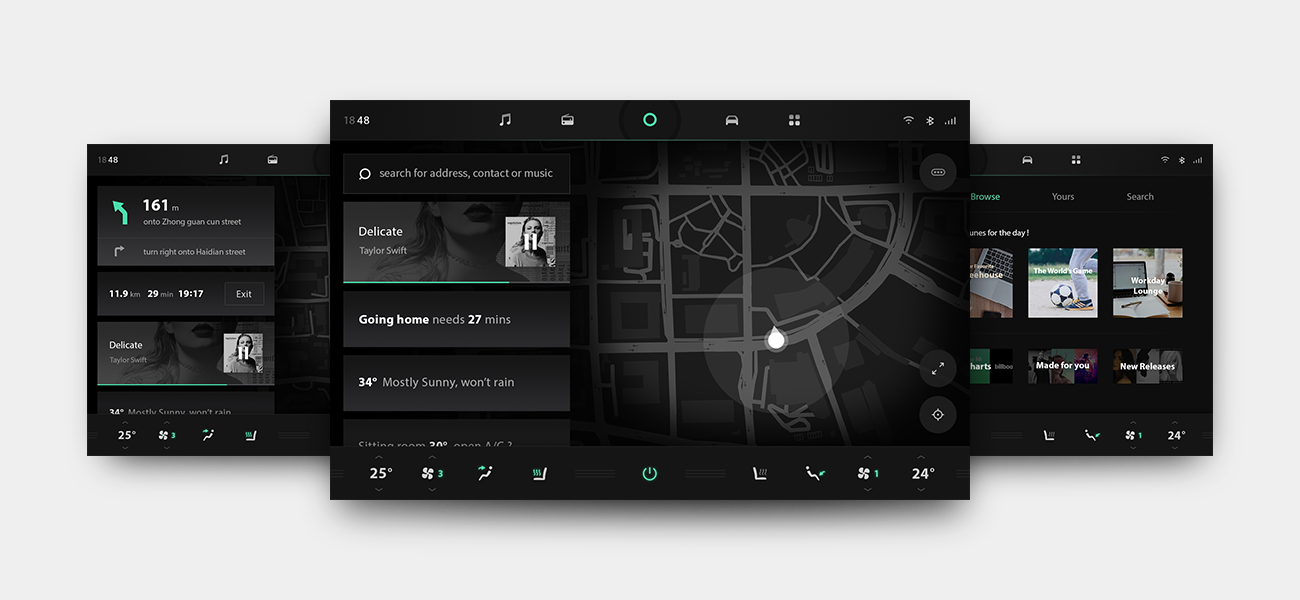 18 48
161 m
onto Zhong guan cun street
turn right onto Haidian street
11.9 km 29 min 19:17 Exit
Delicate
Taylor Swift
34° Mostly Sunny, won't rain
25° 3
18 48
search for address, contact or music
Delicate
Taylor Swift
Going home needs 27 mins
34° Mostly Sunny, won't rain
Sitting room 30° open A/C ?
25° 3 1 24°
Browse Yours Search
unes for the day !
eehouse
The World's Game
Workday
Lounge
harts billboa
Made for you
New Releases
1 24°